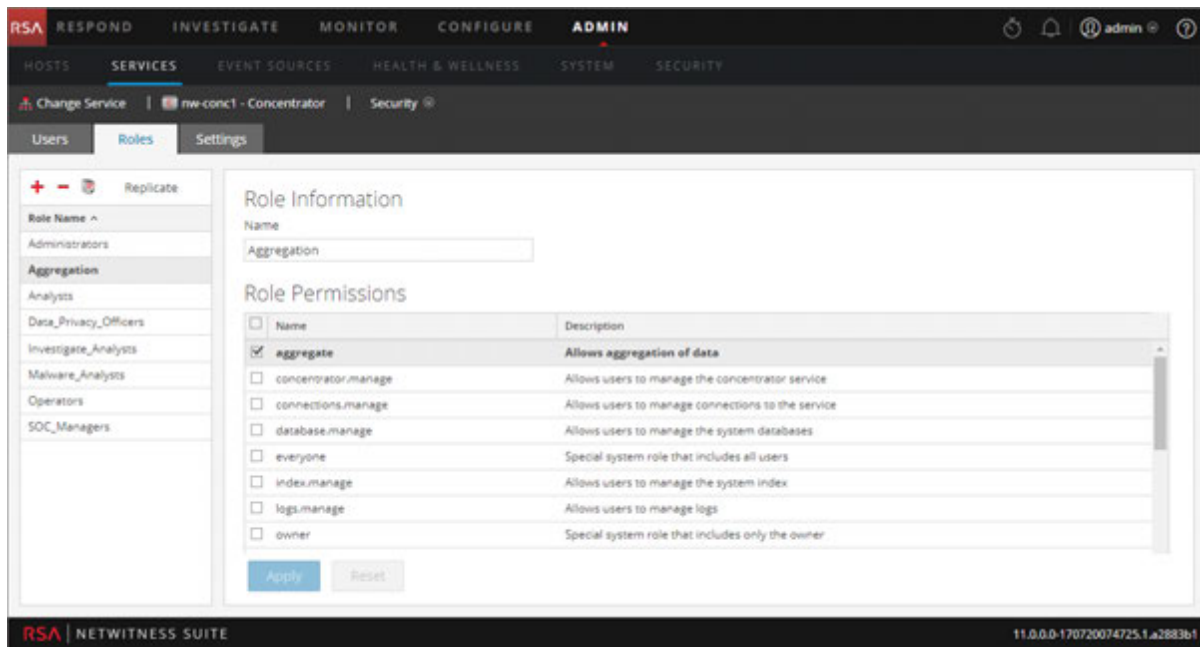 RSA RESPOND INVESTIGATE MONITOR CONFIGURE ADMIN admin
HOSTS SERVICES EVENT SOURCES HEALTH & WELLNESS SYSTEM SECURITY
Change Service | nw-conc1 - Concentrator | Security
Users Roles Settings
Replicate
Role Name
Administrators
Aggregation
Analysts
Data_Privacy_Officers
Investigate_Analysts
Malware_Analysts
Operators
SOC_Managers
Role Information
Name
Aggregation
Role Permissions
Name Description
aggregate Allows aggregation of data
concentrator.manage Allows users to manage the concentrator service
connections.manage Allows users to manage connections to the service
database.manage Allows users to manage the system databases
everyone Special system role that includes all users
index.manage Allows users to manage the system index
logs.manage Allows users to manage logs
owner Special system role that includes only the owner
Apply Reset
RSA | NETWITNESS SUITE 11.0.0.0-170720074725.1.a2883b1